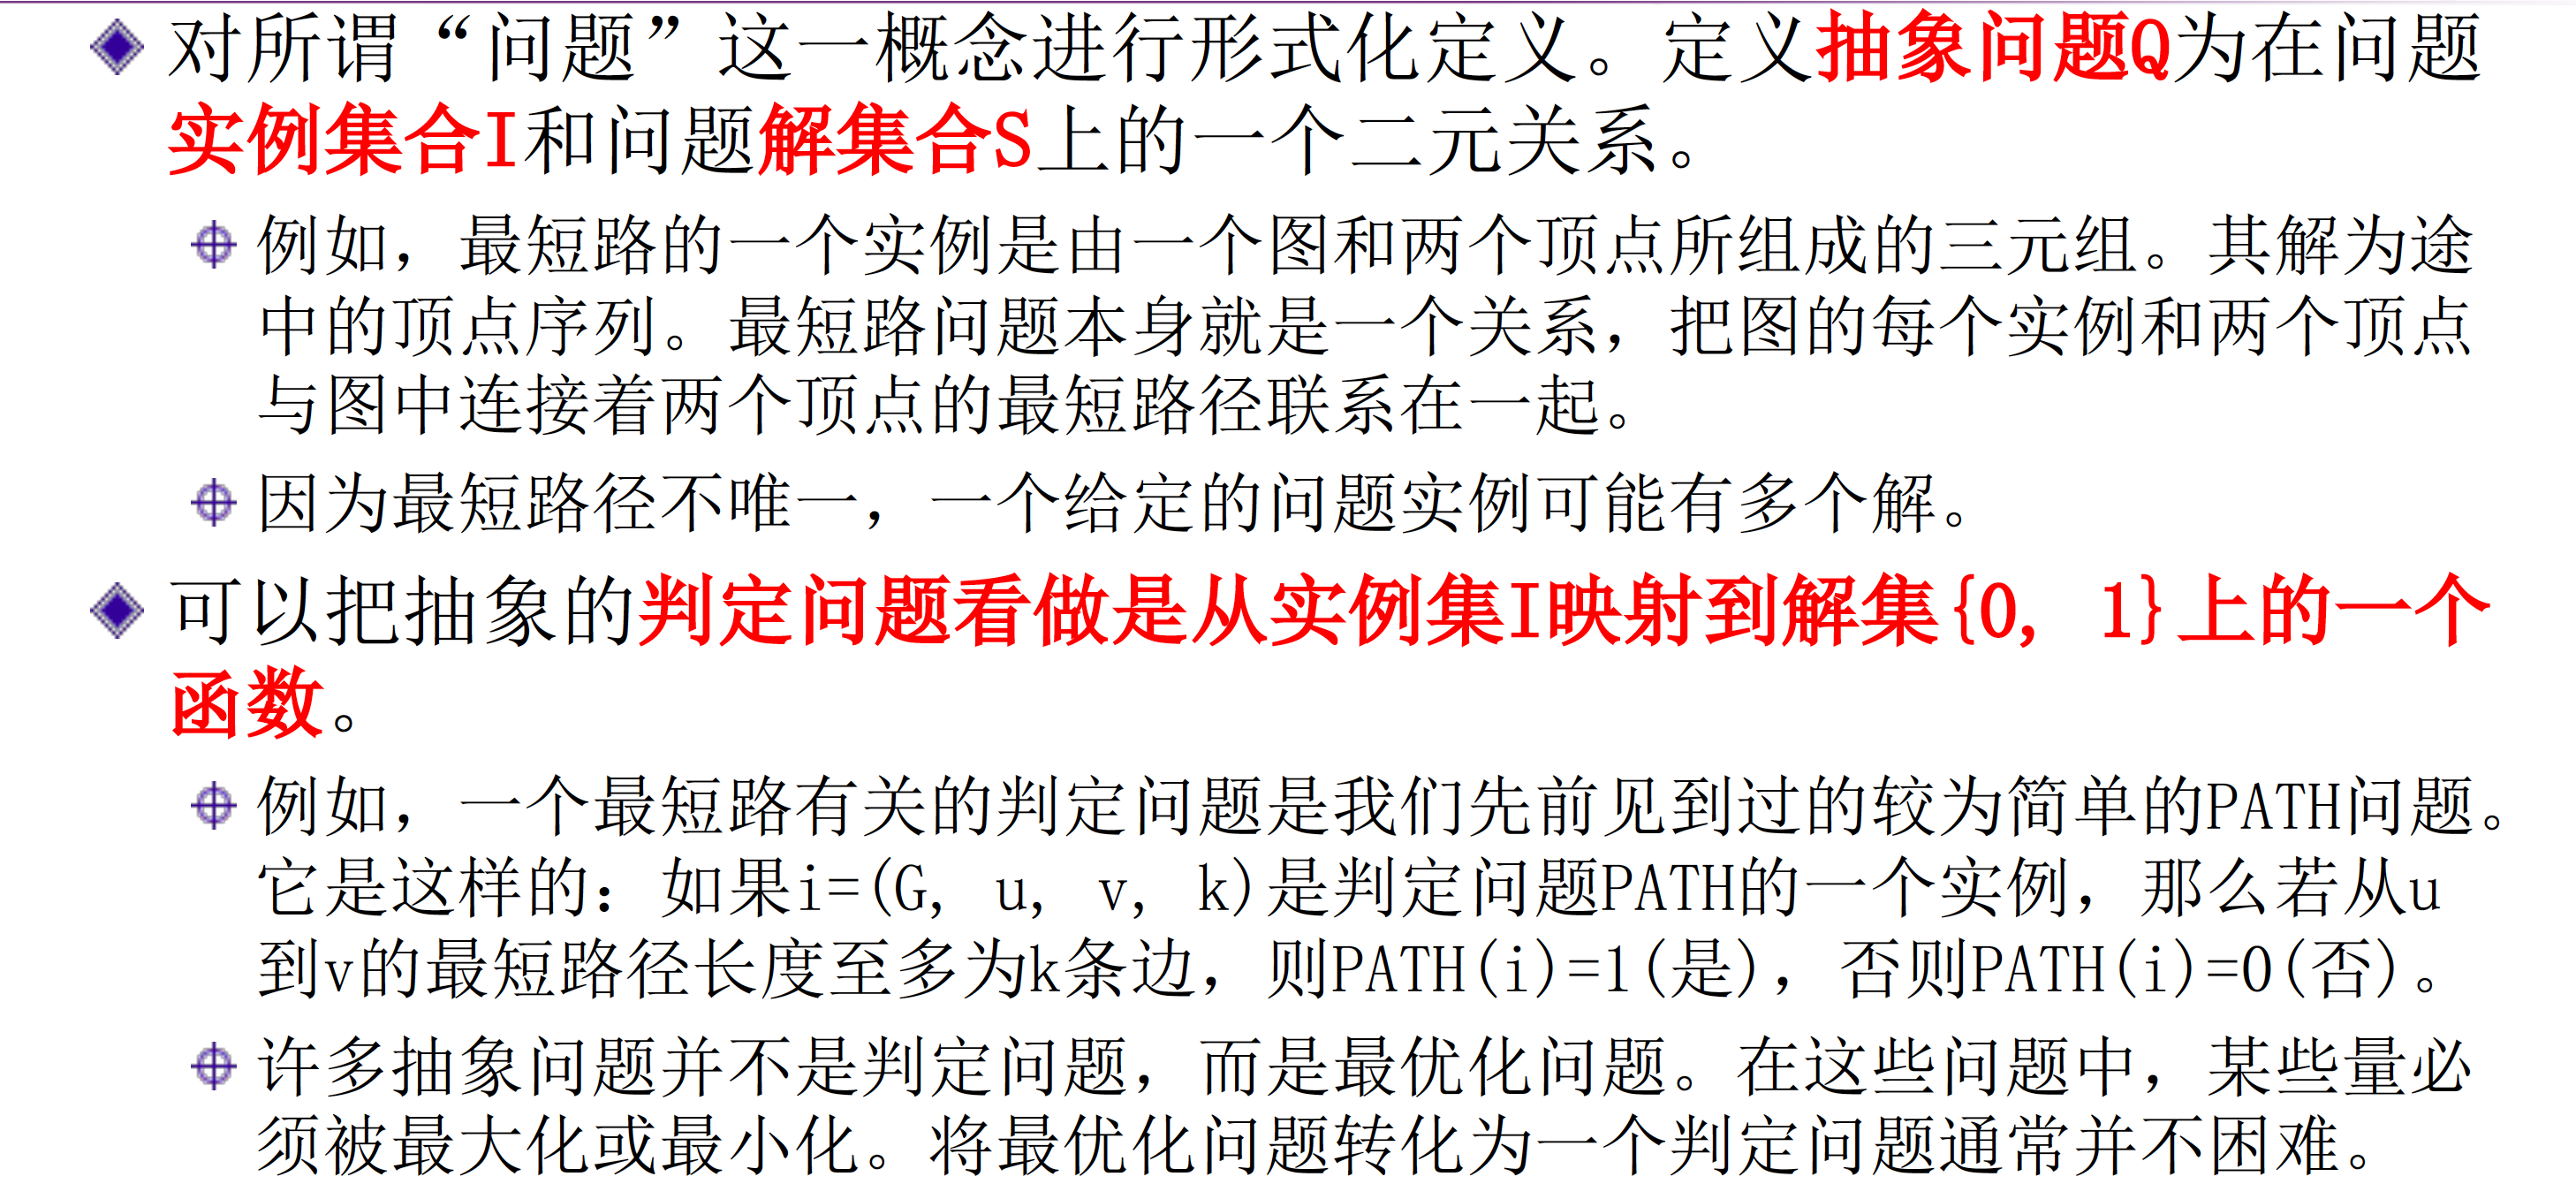 对所谓“问题”这一概念进行形式化定义。定义抽象问题Q为在问题
实例集合I和问题解集合S上的一个二元关系。
例如，最短路的一个实例是由一个图和两个顶点所组成的三元组。其解为途
中的顶点序列。最短路问题本身就是一个关系，把图的每个实例和两个顶点
与图中连接着两个顶点的最短路径联系在一起。
因为最短路径不唯一，一个给定的问题实例可能有多个解。
可以把抽象的判定问题看做是从实例集I映射到解集{0, 1}上的一个
函数。
例如，一个最短路有关的判定问题是我们先前见到过的较为简单的PATH问题。
它是这样的：如果i=(G, u, v, k)是判定问题PATH的一个实例，那么若从u
到v的最短路径长度至多为k条边，则PATH(i)=1(是)，否则PATH(i)=0(否)。
许多抽象问题并不是判定问题，而是最优化问题。在这些问题中，某些量必
须被最大化或最小化。将最优化问题转化为一个判定问题通常并不困难。